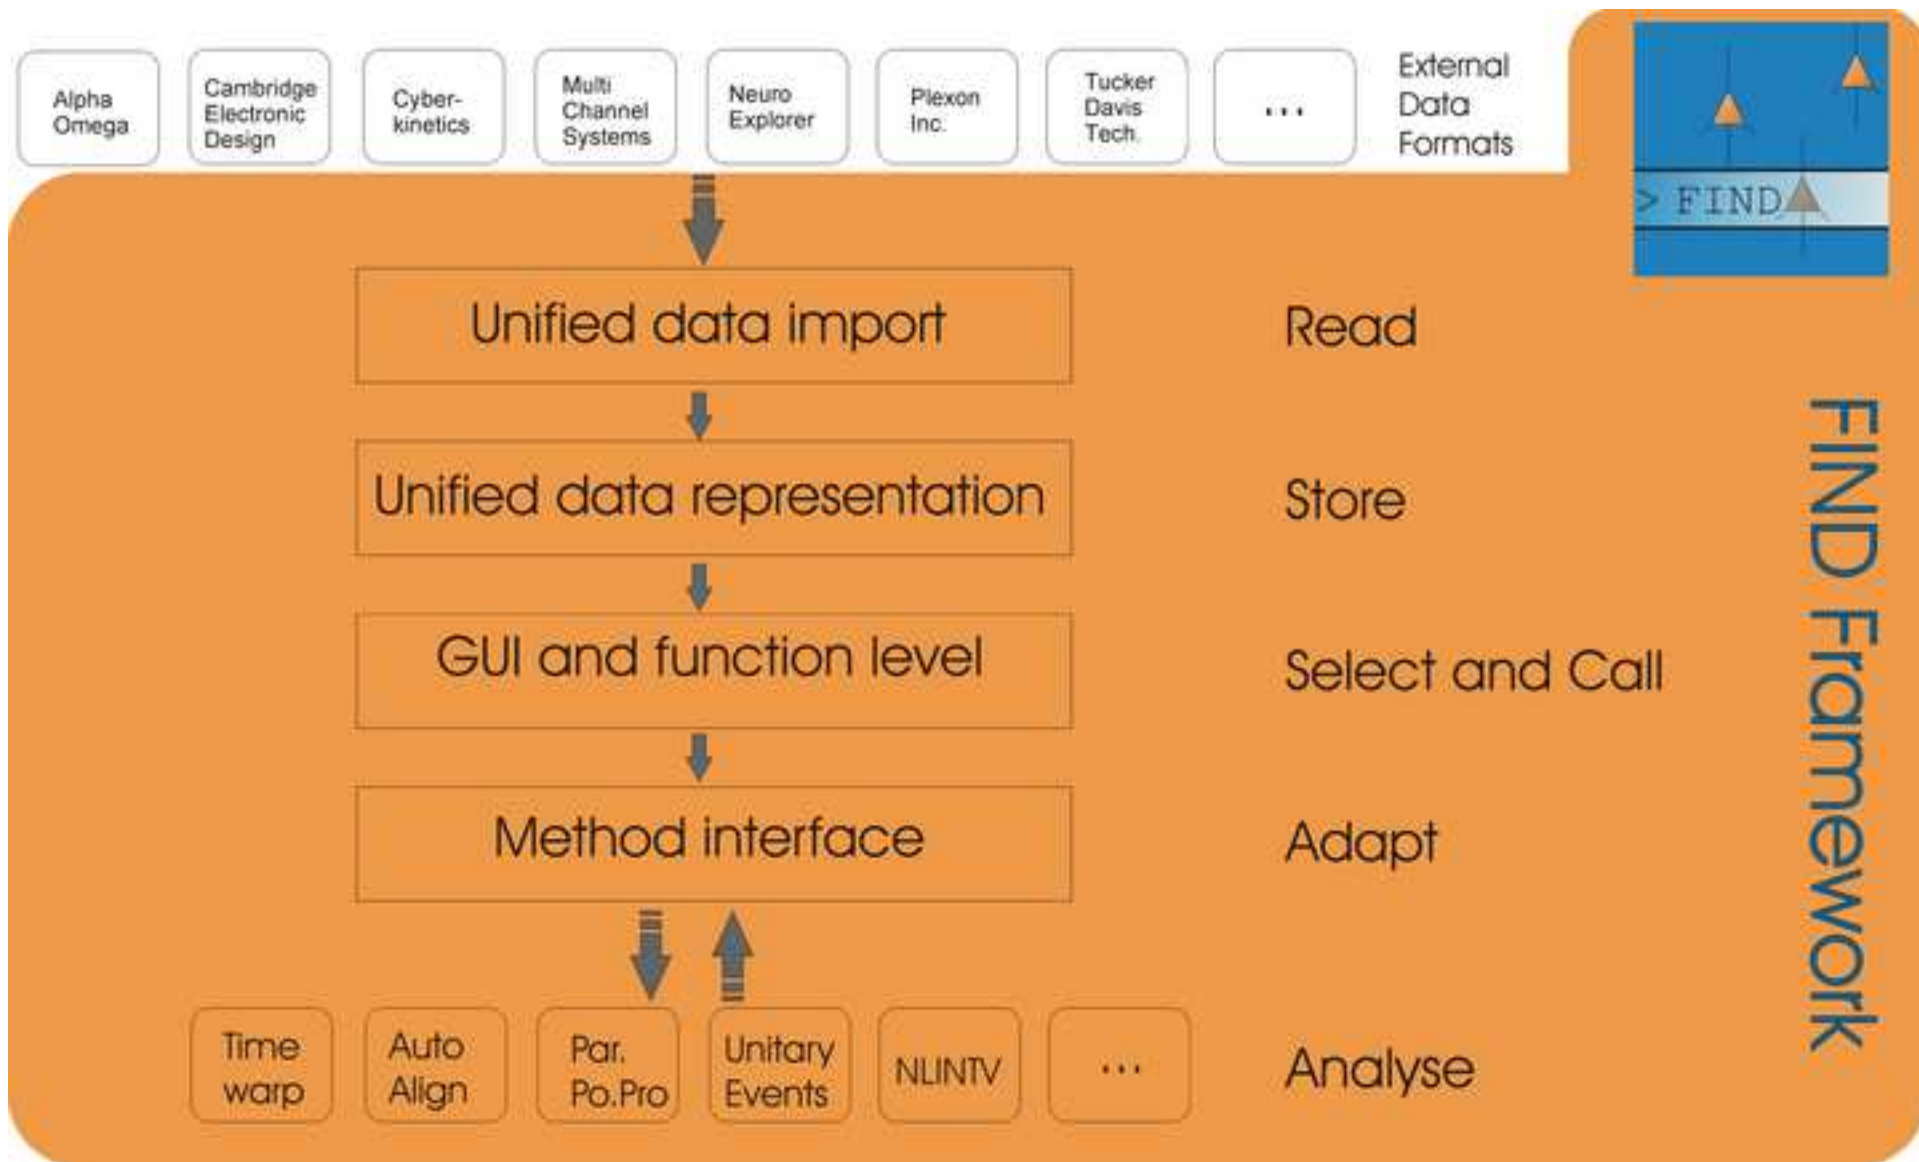 Alpha
Omega
Cambridge
Electronic
Design
Cyber-
kinetics
Multi
Channel
Systems
Neuro
Explorer
Plexon
Inc.
Tucker
Davis
Tech.
...
External
Data
Formats
> FIND
Unified data import
Read
Unified data representation
Store
GUI and function level
Select and Call
Method interface
Adapt
FIND Framework
Time
warp
Auto
Align
Par.
Po.Pro
Unitary
Events
NLINTV
...
Analyse